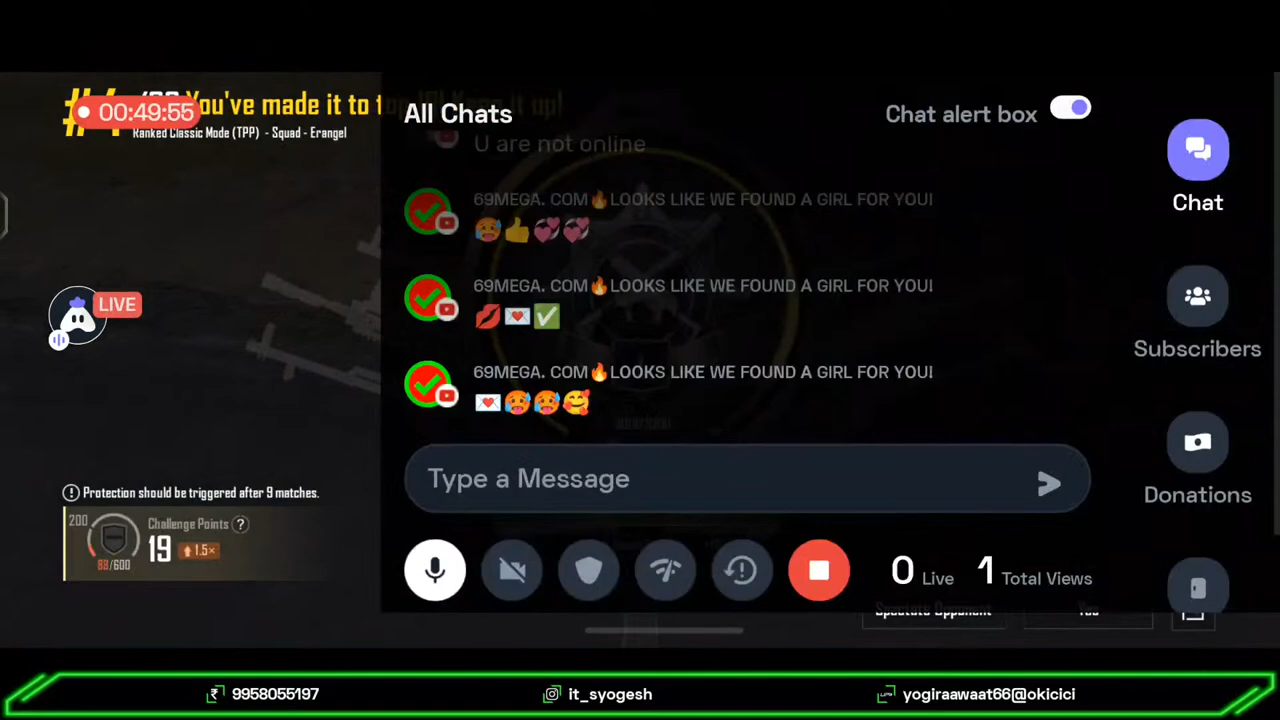 You've made it to top
00:49:55
Ranked Classic Mode (TPP) - Squad - Erangel
All Chats
Chat alert box
U are not online
69MEGA. COM🔥LOOKS LIKE WE FOUND A GIRL FOR YOU!
🥵👍💞💞
69MEGA. COM🔥LOOKS LIKE WE FOUND A GIRL FOR YOU!
💋💌✅
69MEGA. COM🔥LOOKS LIKE WE FOUND A GIRL FOR YOU!
💌🥵🥵🥰
Type a Message
Chat
Subscribers
Donations
LIVE
Protection should be triggered after 9 matches.
200
Challenge Points ?
19 1.5×
88/600
0 Live 1 Total Views
Spectate Opponent
9958055197
it_syogesh
yogiraawaat66@okicici